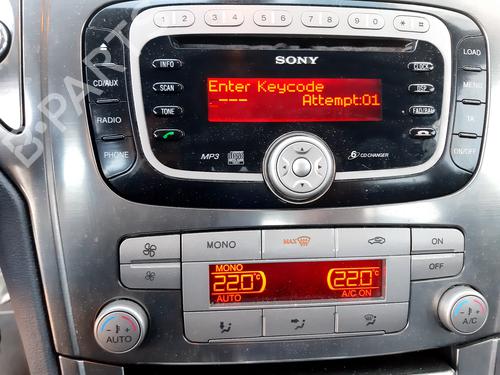 1 2 3 4 5 6 7 8 9 * 0 #
SONY
INFO
CLOCK
LOAD
CD/AUX
SCAN
Enter Keycode
DSP
MENU
_ --- Attempt:01
RADIO
TONE
FAD/BAL
TA
PHONE
MP3
6 CD CHANGER
ON/OFF
MONO
MAX
ON
MONO
22.0°C
22.0°C
OFF
AUTO
A/C ON
AUTO
A/C
B-PARTS